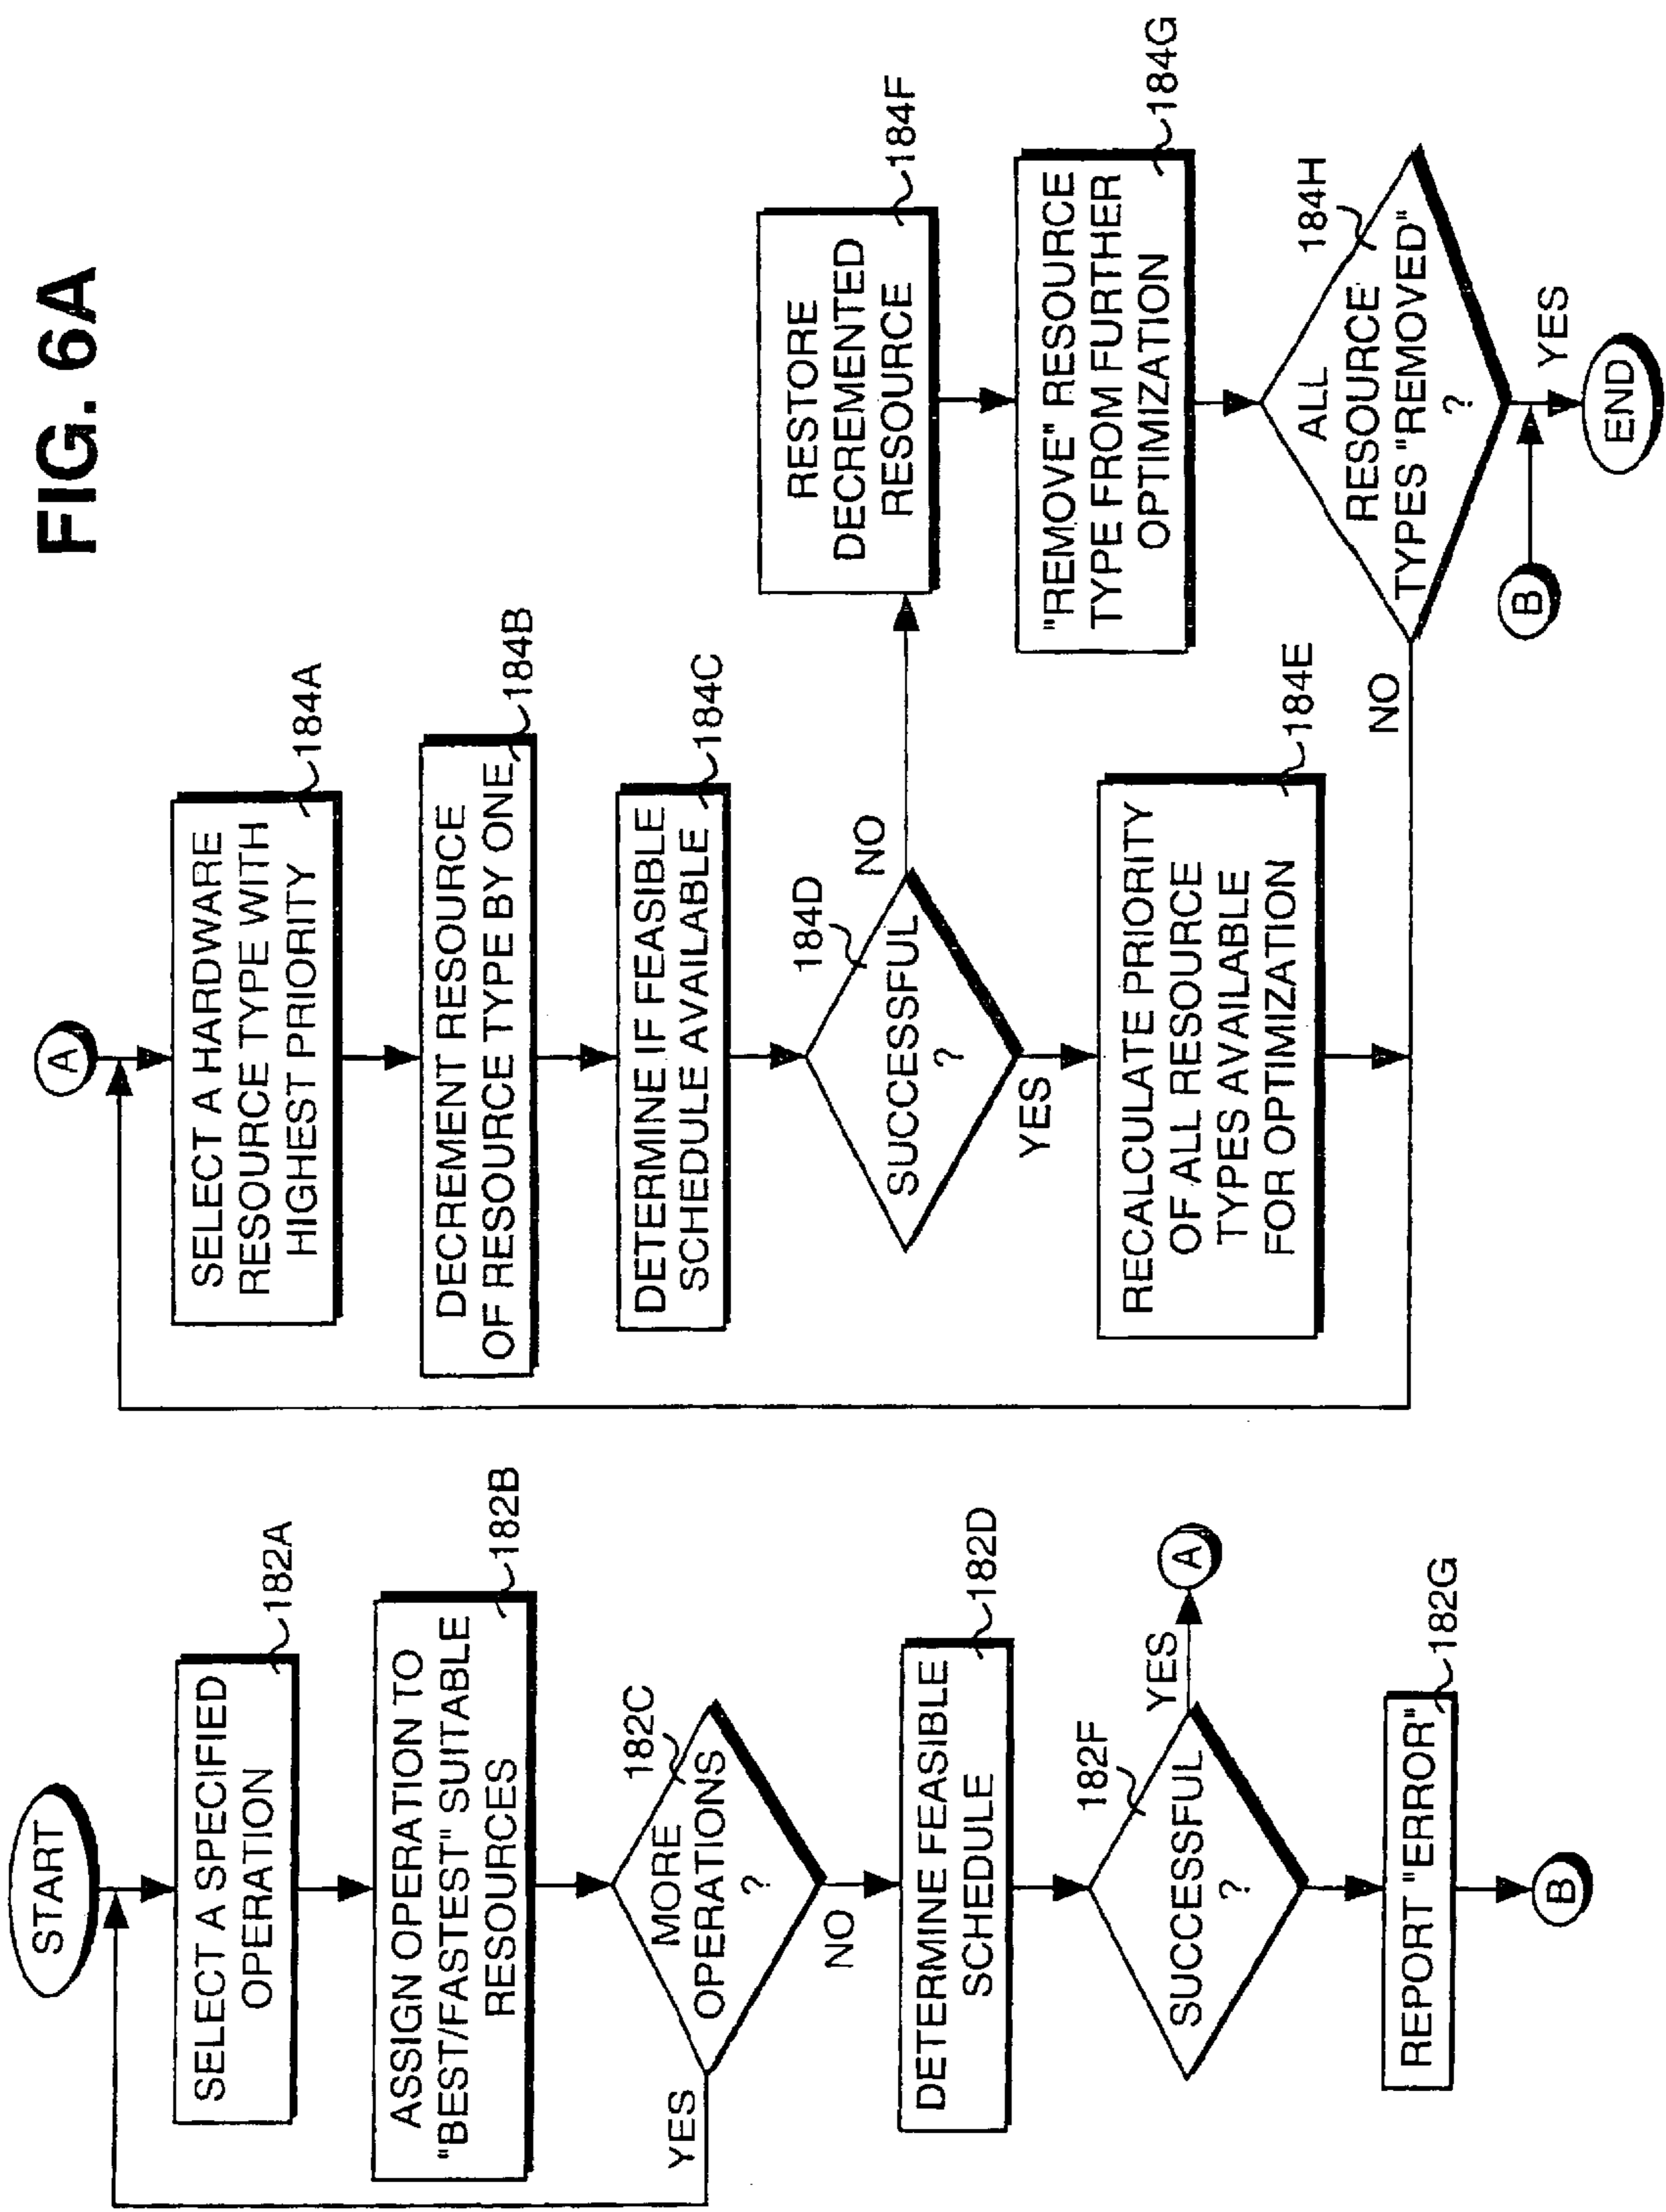 FIG. 6A
START
SELECT A SPECIFIED
OPERATION
182A
ASSIGN OPERATION TO
"BEST/FASTEST" SUITABLE
RESOURCES
182B
MORE
OPERATIONS
?
182C
YES
NO
DETERMINE FEASIBLE
SCHEDULE
182D
SUCCESSFUL
?
182F
YES
A
REPORT "ERROR"
182G
B
A
SELECT A HARDWARE
RESOURCE TYPE WITH
HIGHEST PRIORITY
184A
DECREMENT RESOURCE
OF RESOURCE TYPE BY ONE
184B
DETERMINE IF FEASIBLE
SCHEDULE AVAILABLE
184C
SUCCESSFUL
?
184D
NO
YES
RECALCULATE PRIORITY
OF ALL RESOURCE
TYPES AVAILABLE
FOR OPTIMIZATION
184E
RESTORE
DECREMENTED
RESOURCE
184F
"REMOVE" RESOURCE
TYPE FROM FURTHER
OPTIMIZATION
184G
ALL
RESOURCE
TYPES "REMOVED"
?
184H
NO
YES
B
END